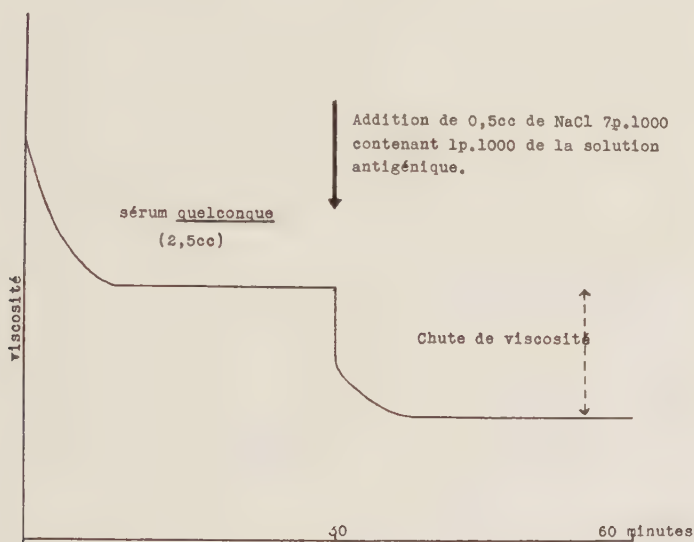 Addition de 0,5cc de NaCl 7p.1000
contenant 1p.1000 de la solution
antigénique.
sérum quelconque
(2,5cc)
viscosité
Chute de viscosité
30
60 minutes